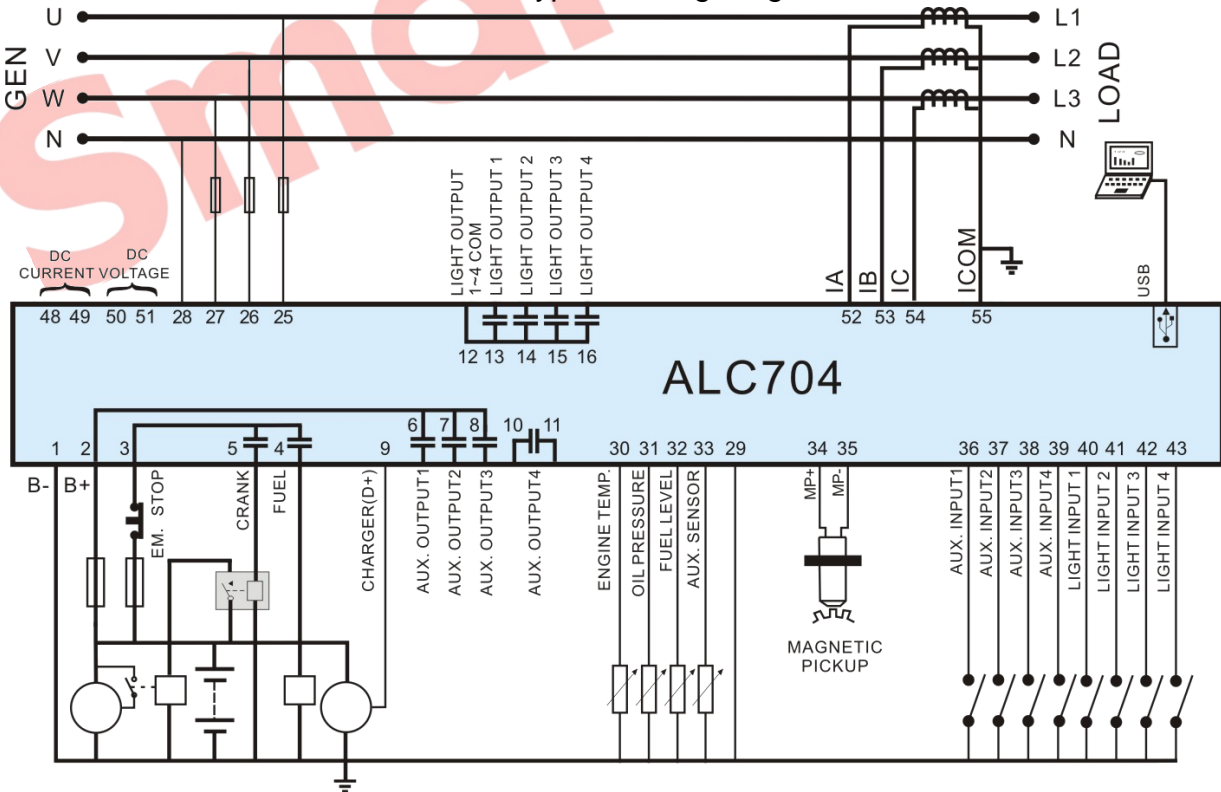 Smar
U
L1
V
L2
W
L3
N
N
GEN
LOAD
DC
CURRENT
DC
VOLTAGE
LIGHT OUTPUT
1~4 COM
LIGHT OUTPUT 1
LIGHT OUTPUT 2
LIGHT OUTPUT 3
LIGHT OUTPUT 4
IA
IB
IC
ICOM
USB
48 49 50 51 28 27 26 25
52 53 54 55
12 13 14 15 16
ALC704
1 2 3 5 4 9 6 7 8 10 11 30 31 32 33 29 34 35 36 37 38 39 40 41 42 43
B-
B+
EM. STOP
CRANK
FUEL
CHARGER(D+)
AUX. OUTPUT1
AUX. OUTPUT2
AUX. OUTPUT3
AUX. OUTPUT4
ENGINE TEMP.
OIL PRESSURE
FUEL LEVEL
AUX. SENSOR
MP+
MP-
MAGNETIC
PICKUP
AUX. INPUT1
AUX. INPUT2
AUX. INPUT3
AUX. INPUT4
LIGHT INPUT 1
LIGHT INPUT 2
LIGHT INPUT 3
LIGHT INPUT 4